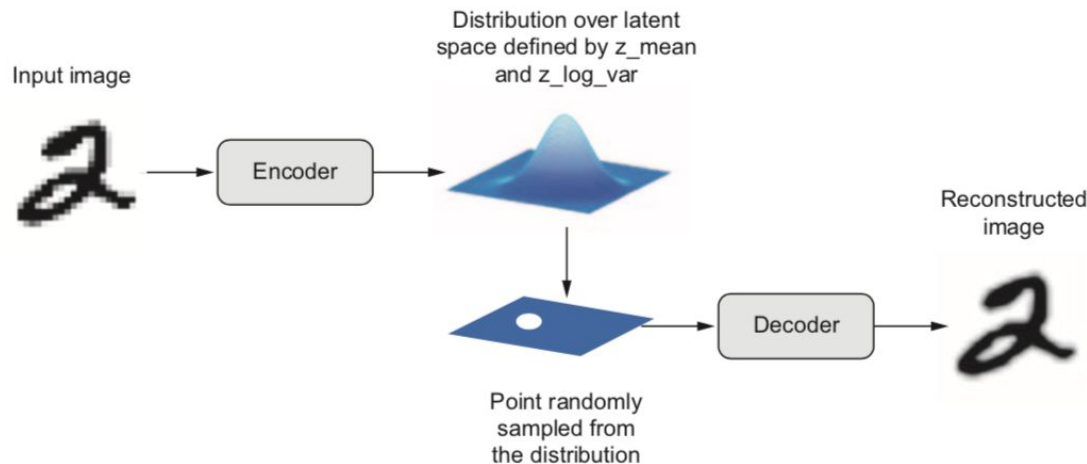 Input image
Encoder
Distribution over latent
space defined by z_mean
and z_log_var
Point randomly
sampled from
the distribution
Decoder
Reconstructed
image